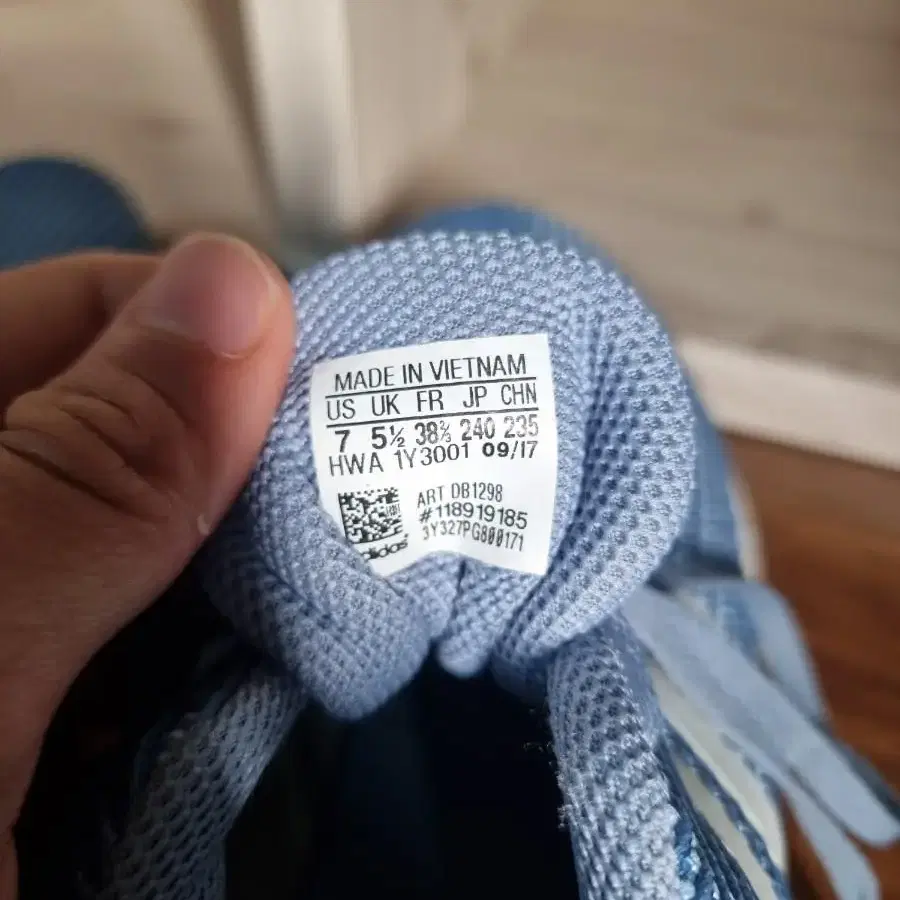 MADE IN VIETNAM
US UK FR JP CHN
7 5½ 38⅔ 240 235
HWA 1Y3001 09/17
ART DB1298
#118919185
3Y327PG800171
adidas